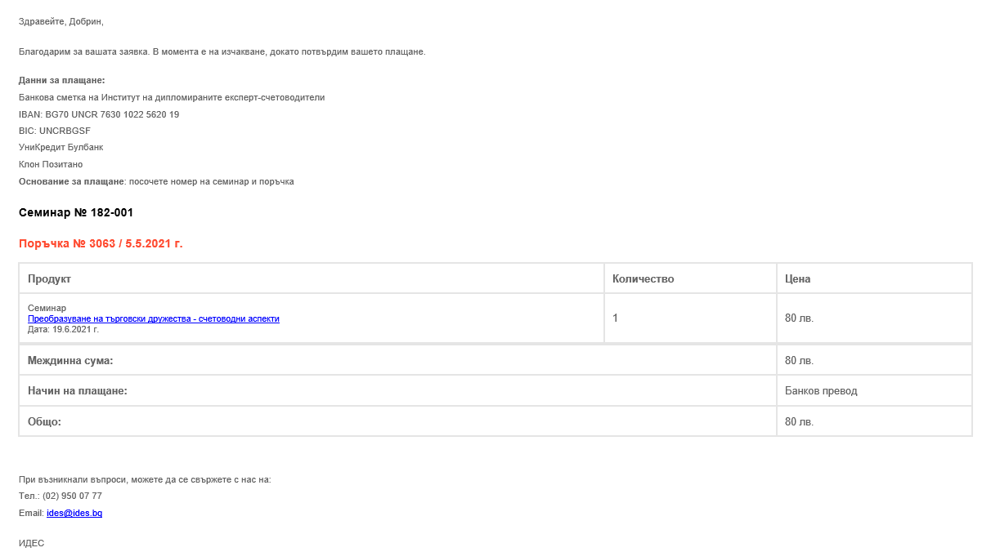 Здравейте, Добрин,
Благодарим за вашата заявка. В момента е на изчакване, докато потвърдим вашето плащане.
Данни за плащане:
Банкова сметка на Институт на дипломираните експерт-счетоводители
IBAN: BG70 UNCR 7630 1022 5620 19
BIC: UNCRBGSF
УниКредит Булбанк
Клон Позитано
Основание за плащане: посочете номер на семинар и поръчка
Семинар № 182-001
Поръчка № 3063 / 5.5.2021 г.
Продукт Количество Цена
Семинар
Преобразуване на търговски дружества - счетоводни аспекти
Дата: 19.6.2021 г.
1 80 лв.
Междинна сума: 80 лв.
Начин на плащане: Банков превод
Общо: 80 лв.
При възникнали въпроси, можете да се свържете с нас на:
Тел.: (02) 950 07 77
Email: ides@ides.bg
ИДЕС